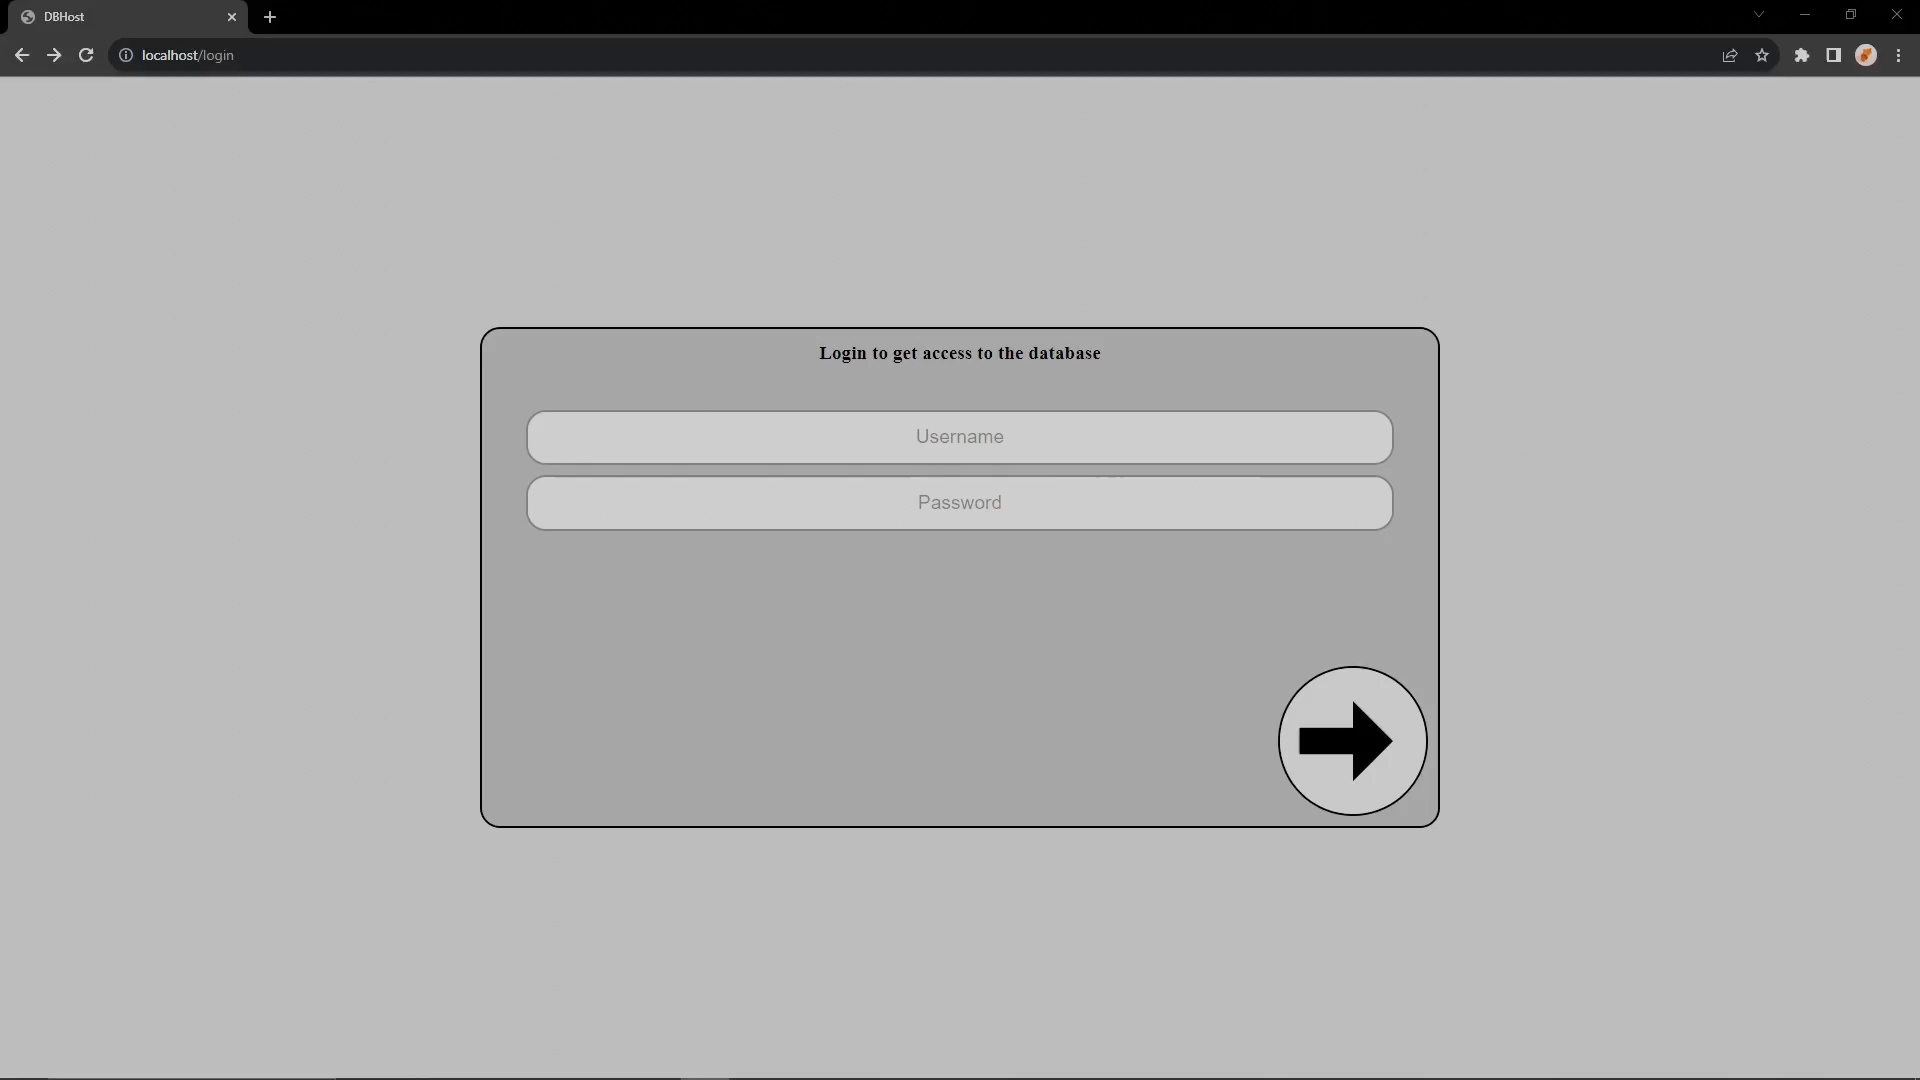 DBHost
localhost/login
Login to get access to the database
Username
Password